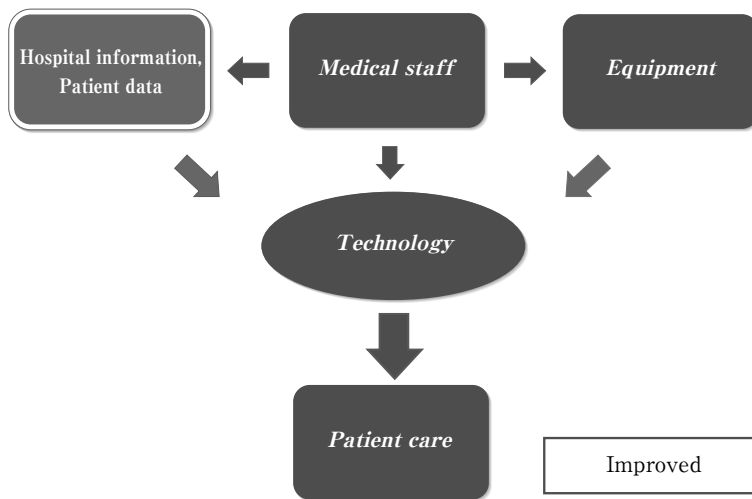 Hospital information,
Patient data
Medical staff
Equipment
Technology
Patient care
Improved